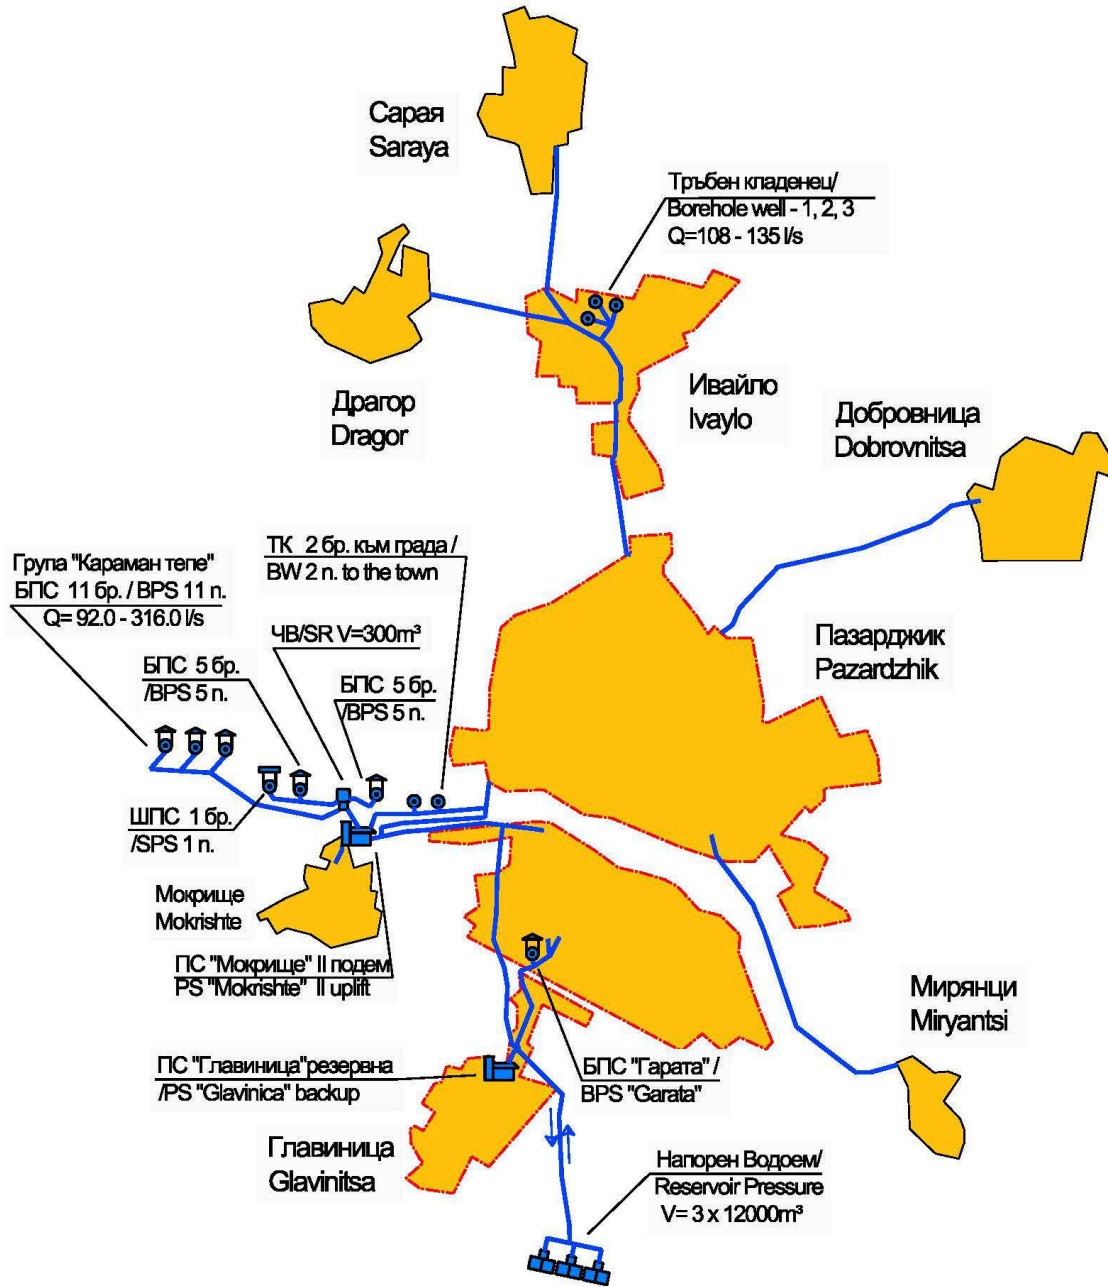 Сарая
Saraya
Тръбен кладенец/
Borehole well - 1, 2, 3
Q=108 - 135 l/s
Драгор
Dragor
Ивайло
Ivaylo
Добровница
Dobrovnitsa
ТК 2 бр. към града /
BW 2 n. to the town
Група "Караман тепе"
БПС 11 бр. / BPS 11 n.
Q= 92.0 - 316.0 l/s
ЧВ/SR V=300m³
БПС 5 бр.
/BPS 5 n.
БПС 5 бр.
/BPS 5 n.
Пазарджик
Pazardzhik
ШПС 1 бр.
/SPS 1 n.
Мокрище
Mokrishte
ПС "Мокрище" II подем
PS "Mokrishte" II uplift
Мирянци
Miryantsi
ПС "Главиница"резервна
/PS "Glavinica" backup
БПС "Гарата" /
BPS "Garata"
Главиница
Glavinitsa
Напорен Водоем/
Reservoir Pressure
V= 3 x 12000m³